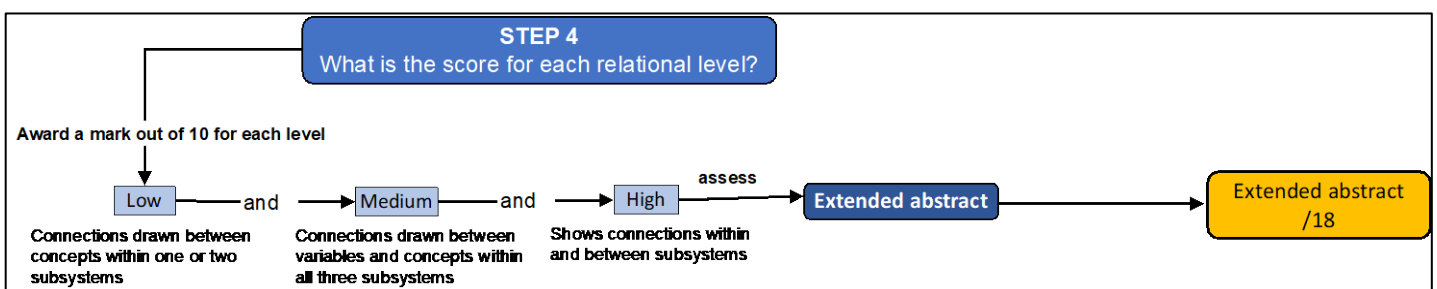 STEP 4
What is the score for each relational level?
Award a mark out of 10 for each level
Low
and
Medium
and
High
assess
Extended abstract
Extended abstract
/18
Connections drawn between
concepts within one or two
subsystems
Connections drawn between
variables and concepts within
all three subsystems
Shows connections within
and between subsystems